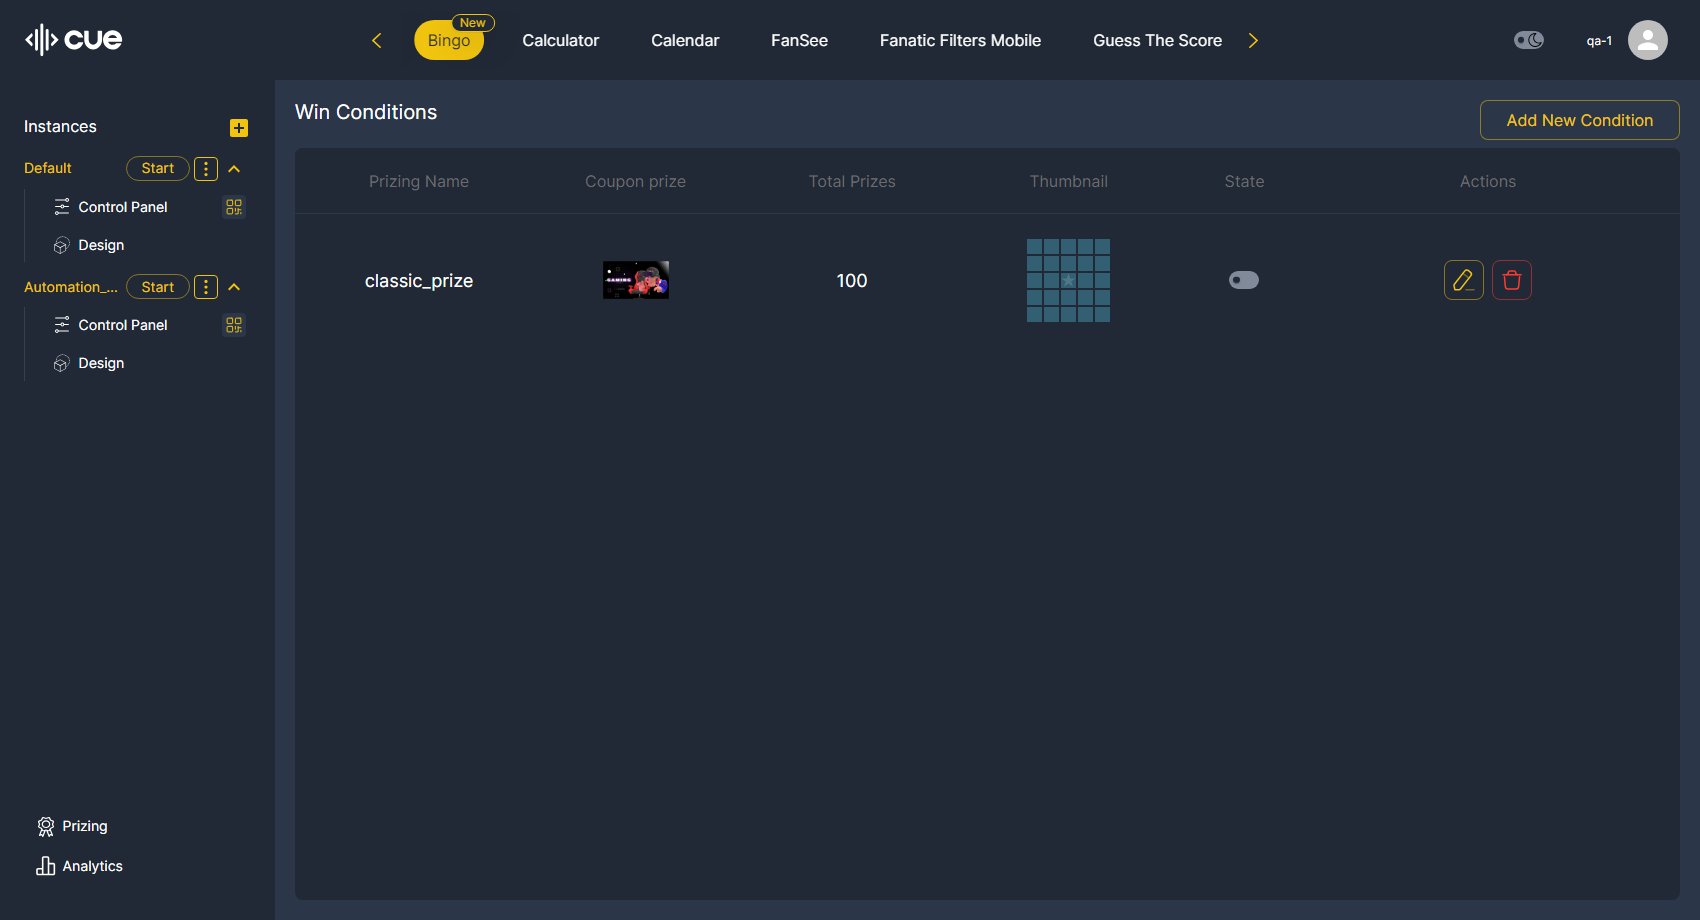 cue
New
Bingo
Calculator
Calendar
FanSee
Fanatic Filters Mobile
Guess The Score
qa-1
Instances
Default
Start
Control Panel
Design
Automation_...
Start
Control Panel
Design
Prizing
Analytics
Win Conditions
Add New Condition
Prizing Name
Coupon prize
Total Prizes
Thumbnail
State
Actions
classic_prize
GAMING
100